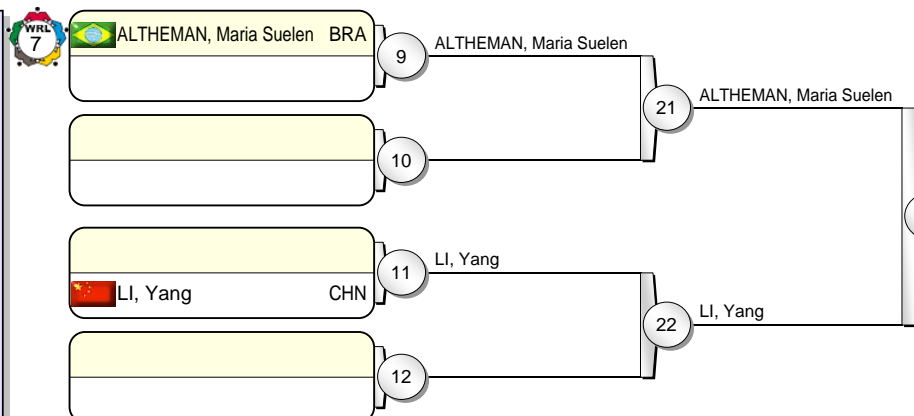 WRL
7
ALTHEMAN, Maria Suelen BRA
9
ALTHEMAN, Maria Suelen
21
ALTHEMAN, Maria Suelen
10
11
LI, Yang
LI, Yang CHN
22
LI, Yang
12